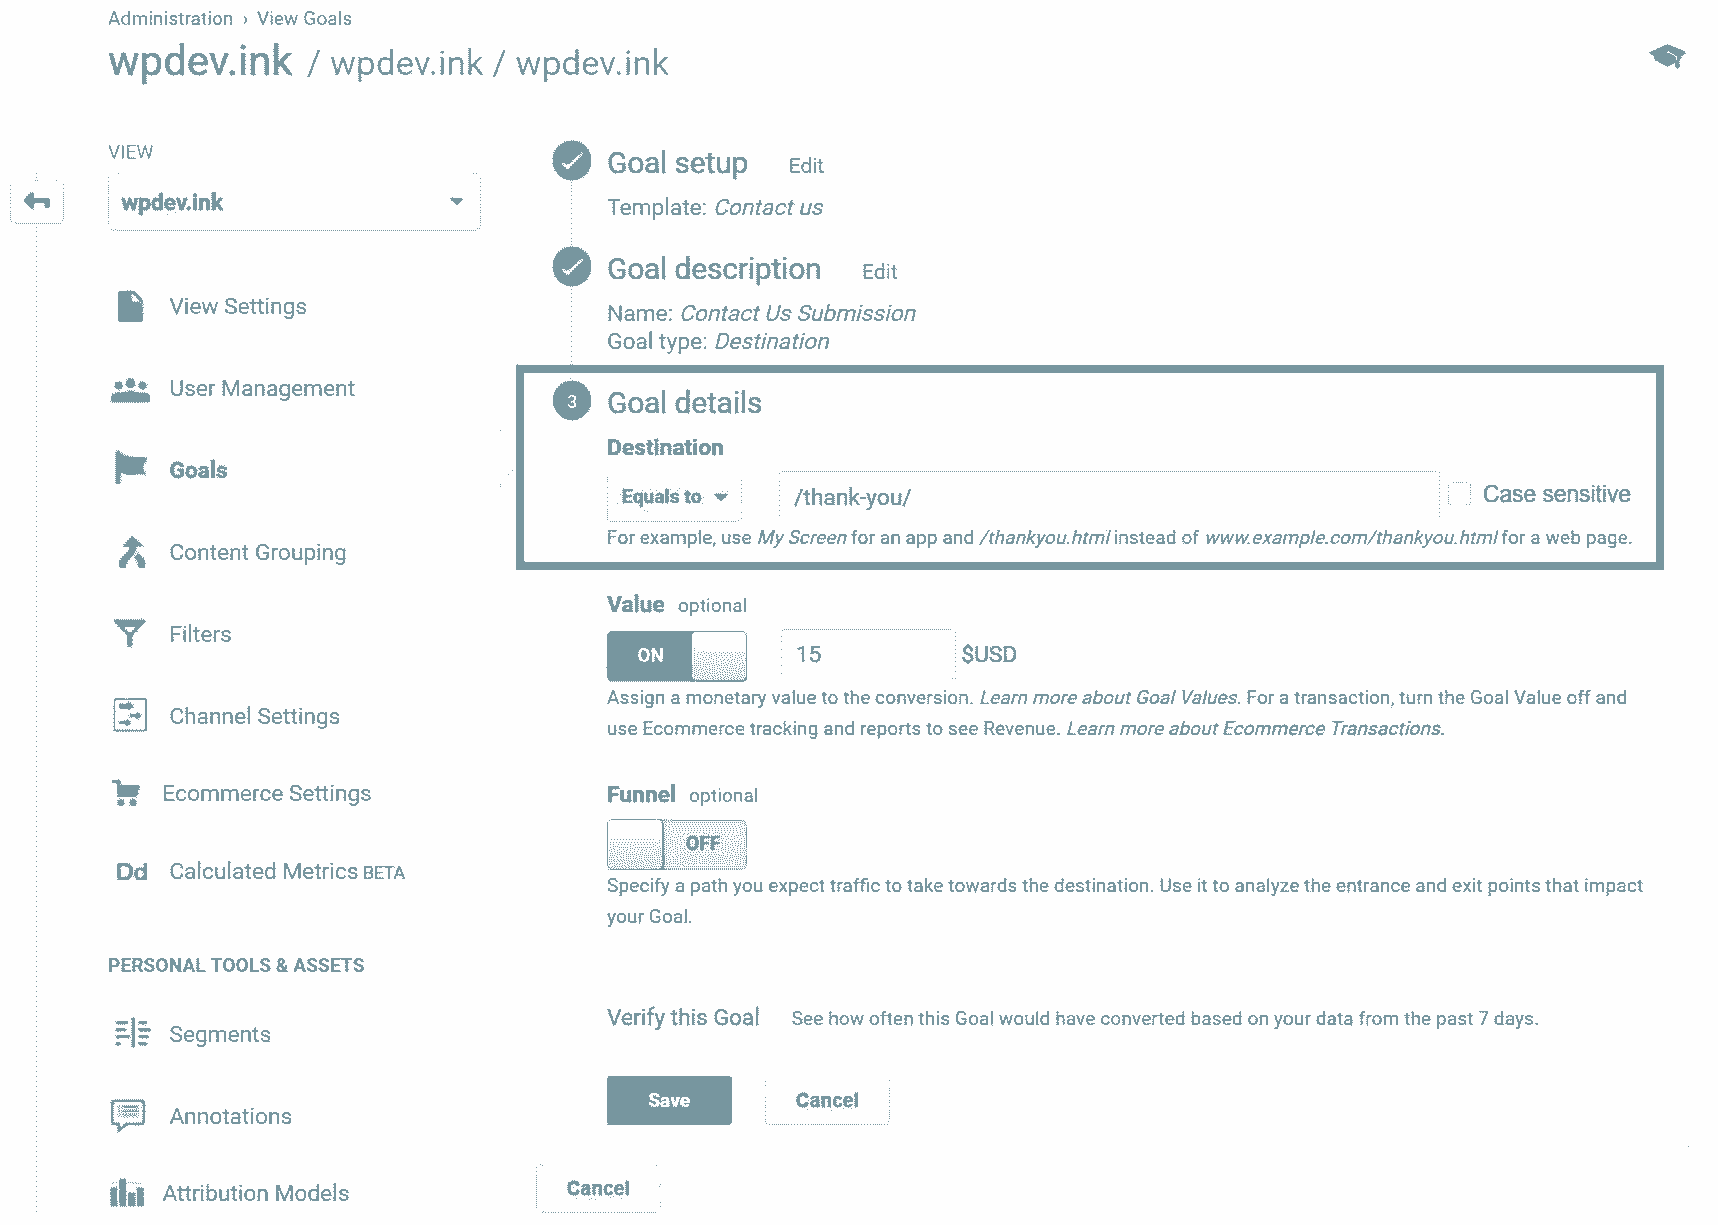 Administration › View Goals
wpdev.ink / wpdev.ink / wpdev.ink
VIEW
wpdev.ink
View Settings
User Management
Goals
Content Grouping
Filters
Channel Settings
Ecommerce Settings
Dd Calculated Metrics BETA
PERSONAL TOOLS & ASSETS
Segments
Annotations
Attribution Models
Goal setup Edit
Template: Contact us
Goal description Edit
Name: Contact Us Submission
Goal type: Destination
3 Goal details
Destination
Equals to /thank-you/ Case sensitive
For example, use My Screen for an app and /thankyou.html instead of www.example.com/thankyou.html for a web page.
Value optional
ON 15 $USD
Assign a monetary value to the conversion. Learn more about Goal Values. For a transaction, turn the Goal Value off and
use Ecommerce tracking and reports to see Revenue. Learn more about Ecommerce Transactions.
Funnel optional
OFF
Specify a path you expect traffic to take towards the destination. Use it to analyze the entrance and exit points that impact
your Goal.
Verify this Goal See how often this Goal would have converted based on your data from the past 7 days.
Save Cancel
Cancel